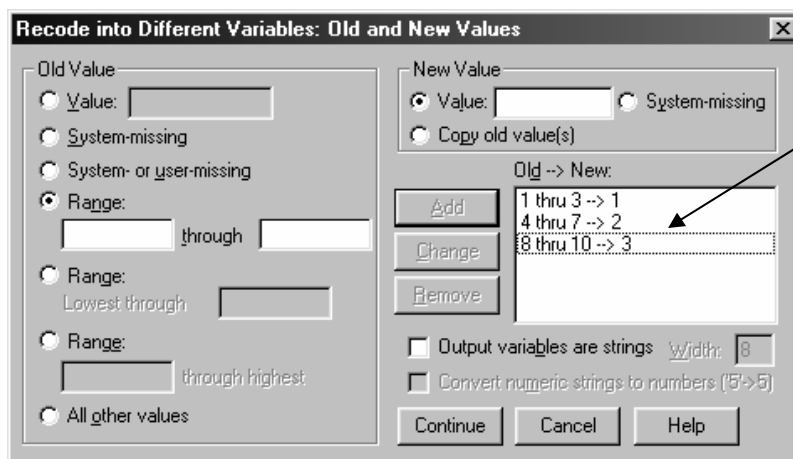 Recode into Different Variables: Old and New Values
Old Value
Value:
System-missing
System- or user-missing
Range:
through
Range:
Lowest through
Range:
through highest
All other values
New Value
Value:
System-missing
Copy old value(s)
Old --> New:
Add
Change
Remove
1 thru 3 --> 1
4 thru 7 --> 2
8 thru 10 --> 3
Output variables are strings Width: 8
Convert numeric strings to numbers ('5'->5)
Continue Cancel Help